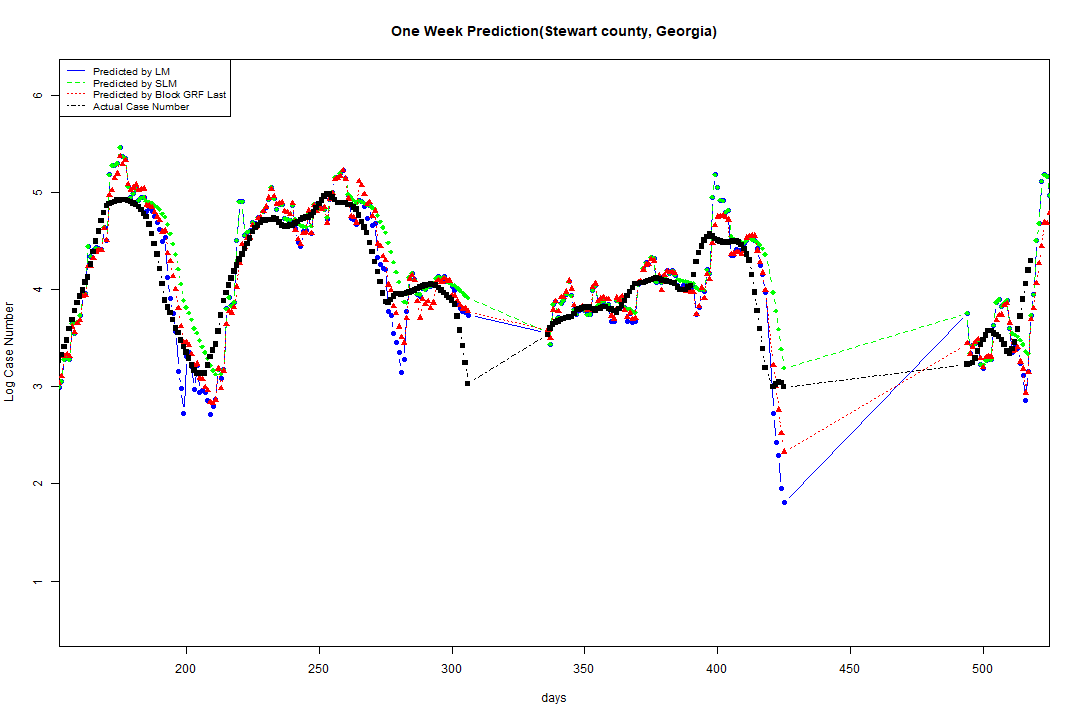 One Week Prediction(Stewart county, Georgia)
Predicted by LM
Predicted by SLM
Predicted by Block GRF Last
Actual Case Number
Log Case Number
6
5
4
3
2
1
200 250 300 350 400 450 500
days